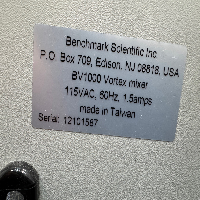 Benchmark Scientific Inc.
P.O. Box 709, Edison, NJ 08818, USA
BV1000 Vortex mixer
115VAC, 60Hz, 1.5amps
made in Taiwan
Serial: 12101567